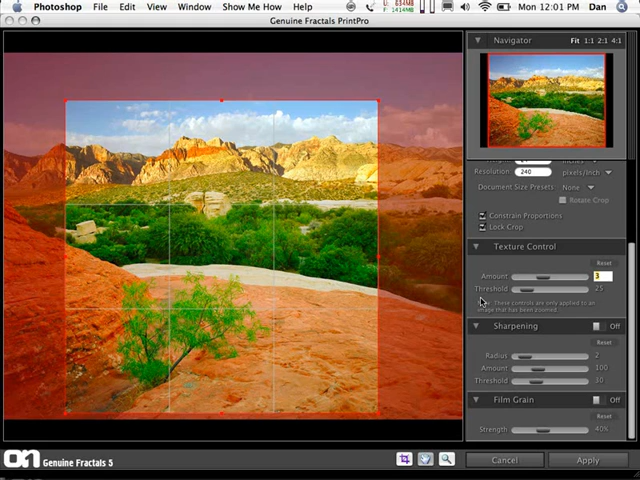 Photoshop File Edit View Window Show Me How Help Mon 12:01 PM Dan
Genuine Fractals PrintPro
Navigator Fit 1:1 2:1 4:1
Resolution 240 pixels/Inch
Document Size Presets None
Rotate Crop
Constrain Proportions
Lock Crop
Texture Control
Reset
Amount 3
Threshold 25
These controls are only applied to an
image that has been zoomed.
Sharpening Off
Reset
Radius 2
Amount 100
Threshold 30
Film Grain Off
Reset
Strength 40%
on Genuine Fractals 5 Cancel Apply